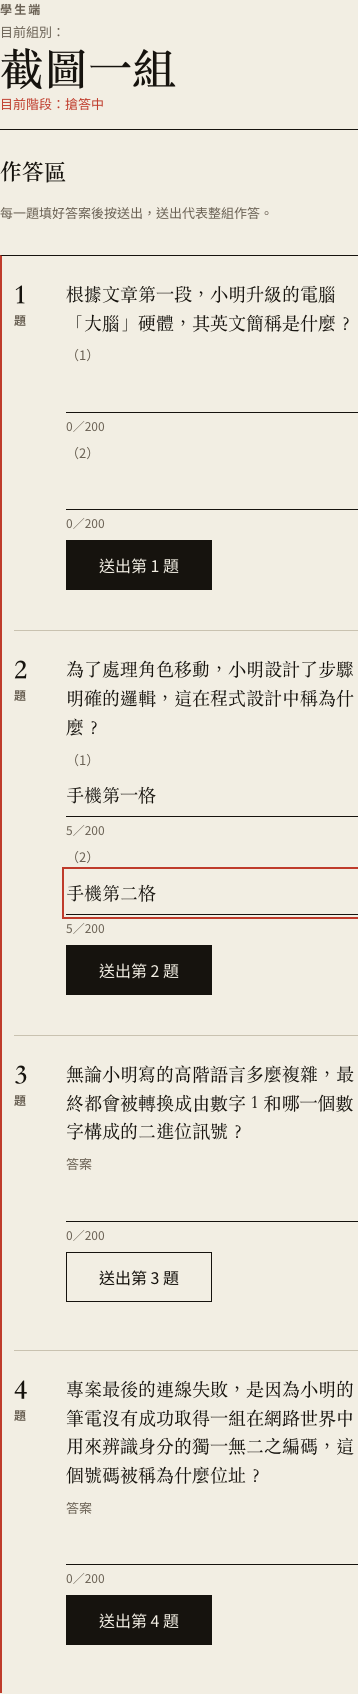 學生端
目前組別：
截圖一組
目前階段：搶答中
作答區
每一題填好答案後按送出，送出代表整組作答。
1
題
根據文章第一段，小明升級的電腦
「大腦」硬體，其英文簡稱是什麼？
（1）
0／200
（2）
0／200
送出第 1 題
2
題
為了處理角色移動，小明設計了步驟
明確的邏輯，這在程式設計中稱為什
麼？
（1）
手機第一格
5／200
（2）
手機第二格
5／200
送出第 2 題
3
題
無論小明寫的高階語言多麼複雜，最
終都會被轉換成由數字 1 和哪一個數
字構成的二進位訊號？
答案
0／200
送出第 3 題
4
題
專案最後的連線失敗，是因為小明的
筆電沒有成功取得一組在網路世界中
用來辨識身分的獨一無二之編碼，這
個號碼被稱為什麼位址？
答案
0／200
送出第 4 題